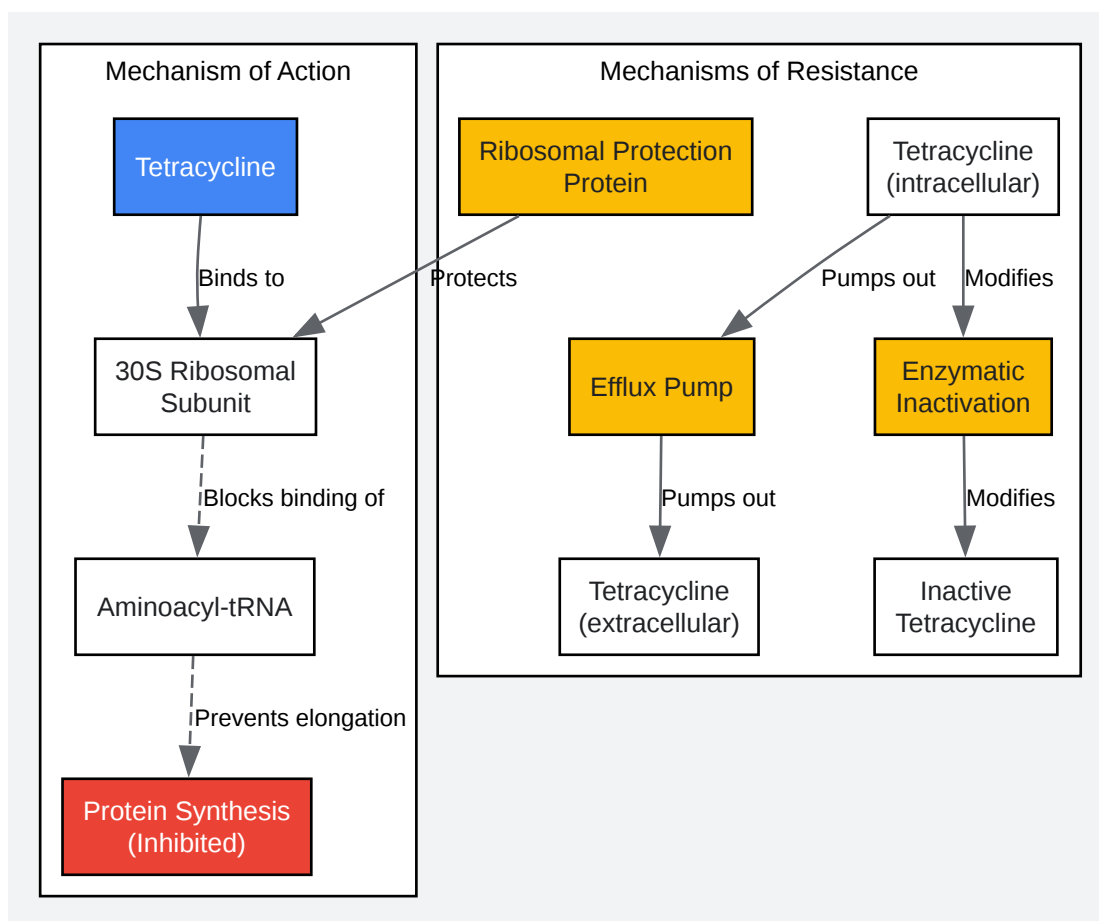 Mechanism of Action
Tetracycline
Binds to
30S Ribosomal
Subunit
Blocks binding of
Aminoacyl-tRNA
Prevents elongation
Protein Synthesis
(Inhibited)
Mechanisms of Resistance
Ribosomal Protection
Protein
Protects
Tetracycline
(intracellular)
Pumps out
Modifies
Efflux Pump
Enzymatic
Inactivation
Pumps out
Modifies
Tetracycline
(extracellular)
Inactive
Tetracycline